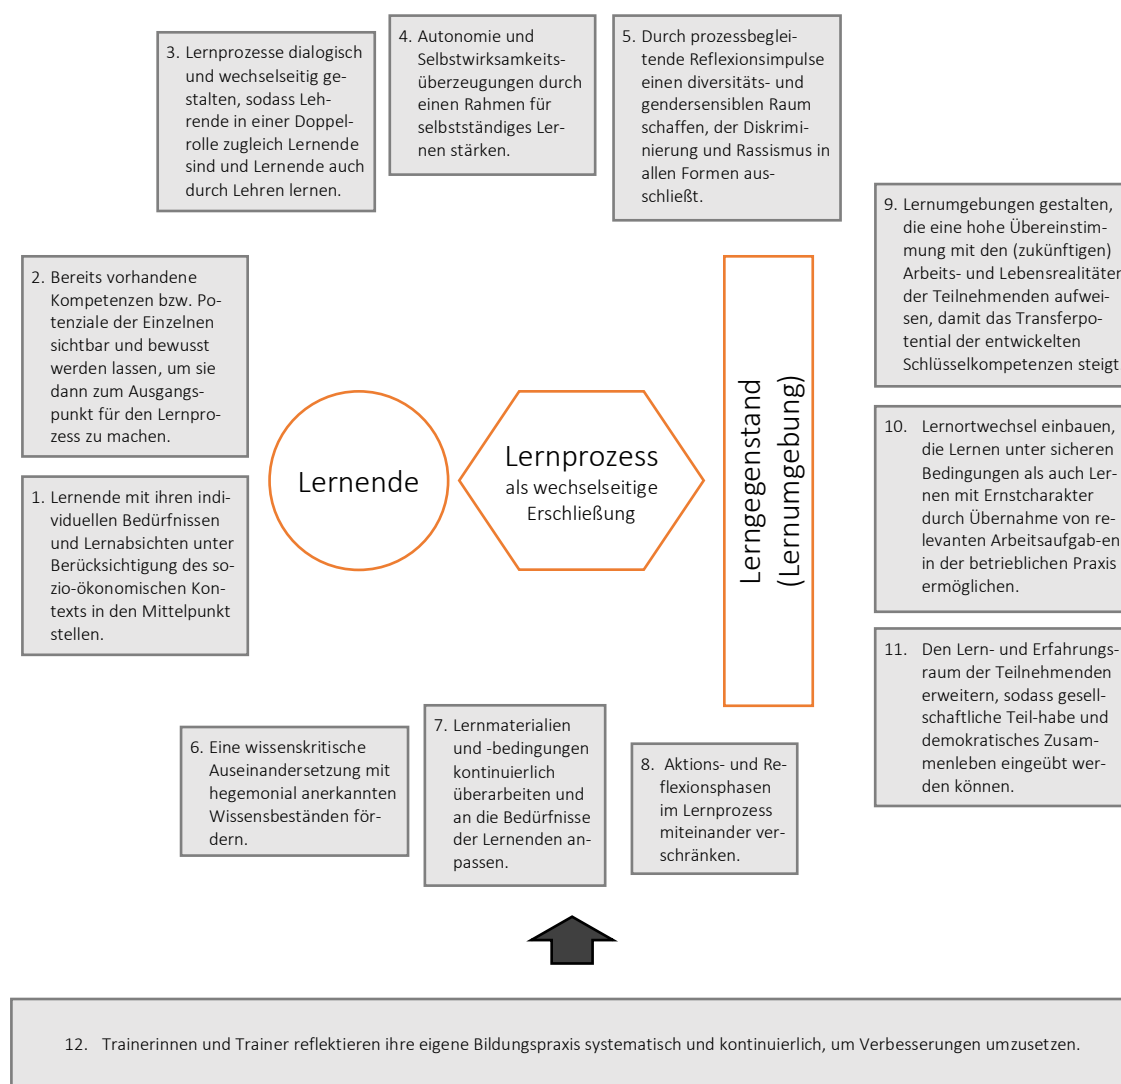 3. Lernprozesse dialogisch
und wechselseitig ge-
stalten, sodass Leh-
rende in einer Doppel-
rolle zugleich Lernende
sind und Lernende auch
durch Lehren lernen.
4. Autonomie und
Selbstwirksamkeits-
überzeugungen durch
einen Rahmen für
selbstständiges Ler-
nen stärken.
5. Durch prozessbeglei-
tende Reflexionsimpulse
einen diversitäts- und
gendersensiblen Raum
schaffen, der Diskrimi-
nierung und Rassismus in
allen Formen aus-
schließt.
2. Bereits vorhandene
Kompetenzen bzw. Po-
tenziale der Einzelnen
sichtbar und bewusst
werden lassen, um sie
dann zum Ausgangs-
punkt für den Lernpro-
zess zu machen.
1. Lernende mit ihren indi-
viduellen Bedürfnissen
und Lernabsichten unter
Berücksichtigung des so-
zio-ökonomischen Kon-
texts in den Mittelpunkt
stellen.
Lernende
Lernprozess
als wechselseitige
Erschließung
Lerngegenstand
(Lernumgebung)
9. Lernumgebungen gestalten,
die eine hohe Übereinstim-
mung mit den (zukünftigen)
Arbeits- und Lebensrealitäten
der Teilnehmenden aufwei-
sen, damit das Transferpo-
tential der entwickelten
Schlüsselkompetenzen steigt.
10. Lernortwechsel einbauen,
die Lernen unter sicheren
Bedingungen als auch Ler-
nen mit Ernstcharakter
durch Übernahme von re-
levanten Arbeitsaufgab-en
in der betrieblichen Praxis
ermöglichen.
11. Den Lern- und Erfahrungs-
raum der Teilnehmenden
erweitern, sodass gesell-
schaftliche Teil-habe und
demokratisches Zusam-
menleben eingeübt wer-
den können.
6. Eine wissenskritische
Auseinandersetzung mit
hegemonial anerkannten
Wissensbeständen för-
dern.
7. Lernmaterialien
und -bedingungen
kontinuierlich
überarbeiten und
an die Bedürfnisse
der Lernenden an-
passen.
8. Aktions- und Re-
flexionsphasen
im Lernprozess
miteinander ver-
schränken.
12. Trainerinnen und Trainer reflektieren ihre eigene Bildungspraxis systematisch und kontinuierlich, um Verbesserungen umzusetzen.